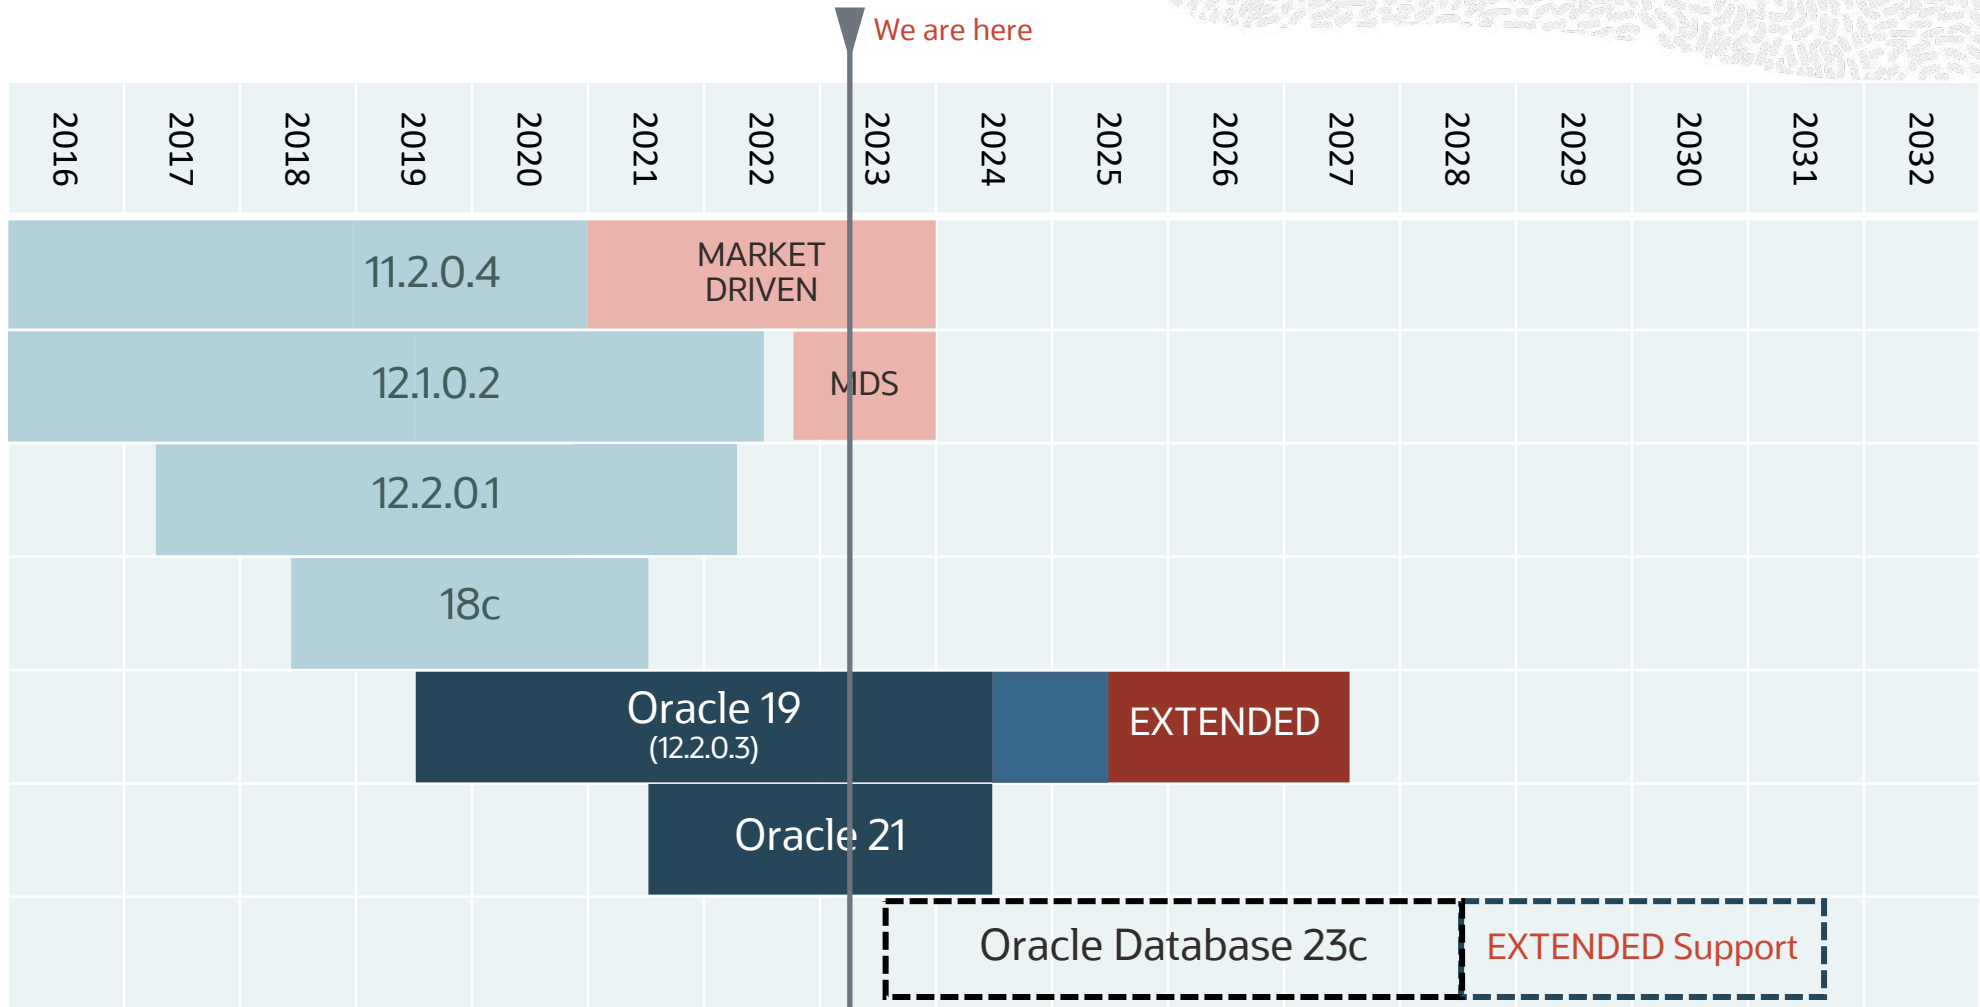 We are here
2016 2017 2018 2019 2020 2021 2022 2023 2024 2025 2026 2027 2028 2029 2030 2031 2032
11.2.0.4
MARKET
DRIVEN
12.1.0.2
MDS
12.2.0.1
18c
Oracle 19
(12.2.0.3)
EXTENDED
Oracle 21
Oracle Database 23c
EXTENDED Support